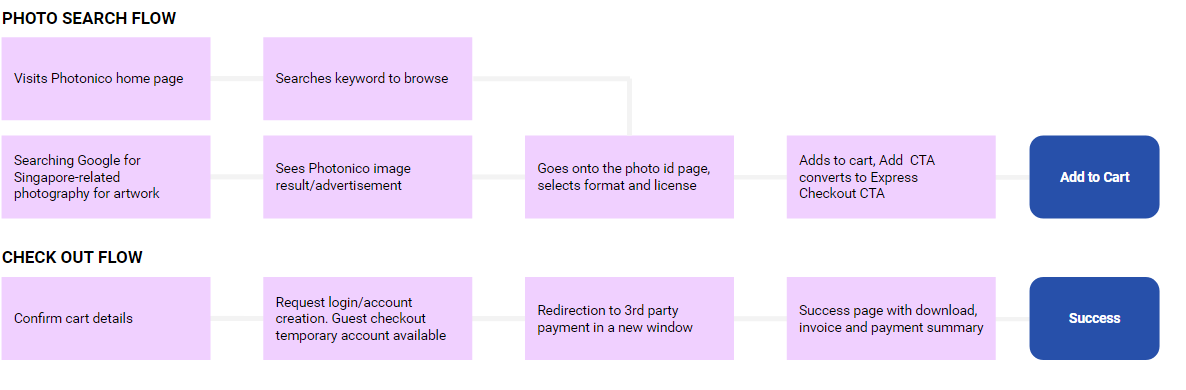 PHOTO SEARCH FLOW
Visits Photonico home page
Searches keyword to browse
Searching Google for
Singapore-related
photography for artwork
Sees Photonico image
result/advertisement
Goes onto the photo id page,
selects format and license
Adds to cart, Add  CTA
converts to Express
Checkout CTA
Add to Cart
CHECK OUT FLOW
Confirm cart details
Request login/account
creation. Guest checkout
temporary account available
Redirection to 3rd party
payment in a new window
Success page with download,
invoice and payment summary
Success